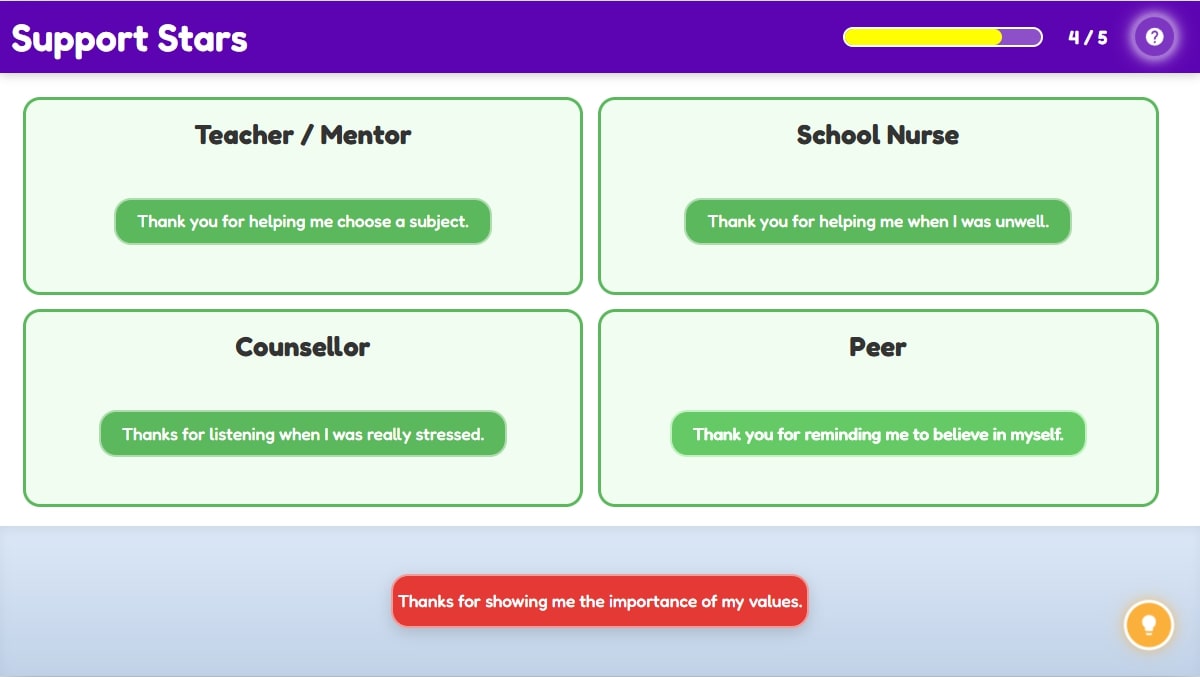 Support Stars
4 / 5
?
Teacher / Mentor
Thank you for helping me choose a subject.
School Nurse
Thank you for helping me when I was unwell.
Counsellor
Thanks for listening when I was really stressed.
Peer
Thank you for reminding me to believe in myself.
Thanks for showing me the importance of my values.